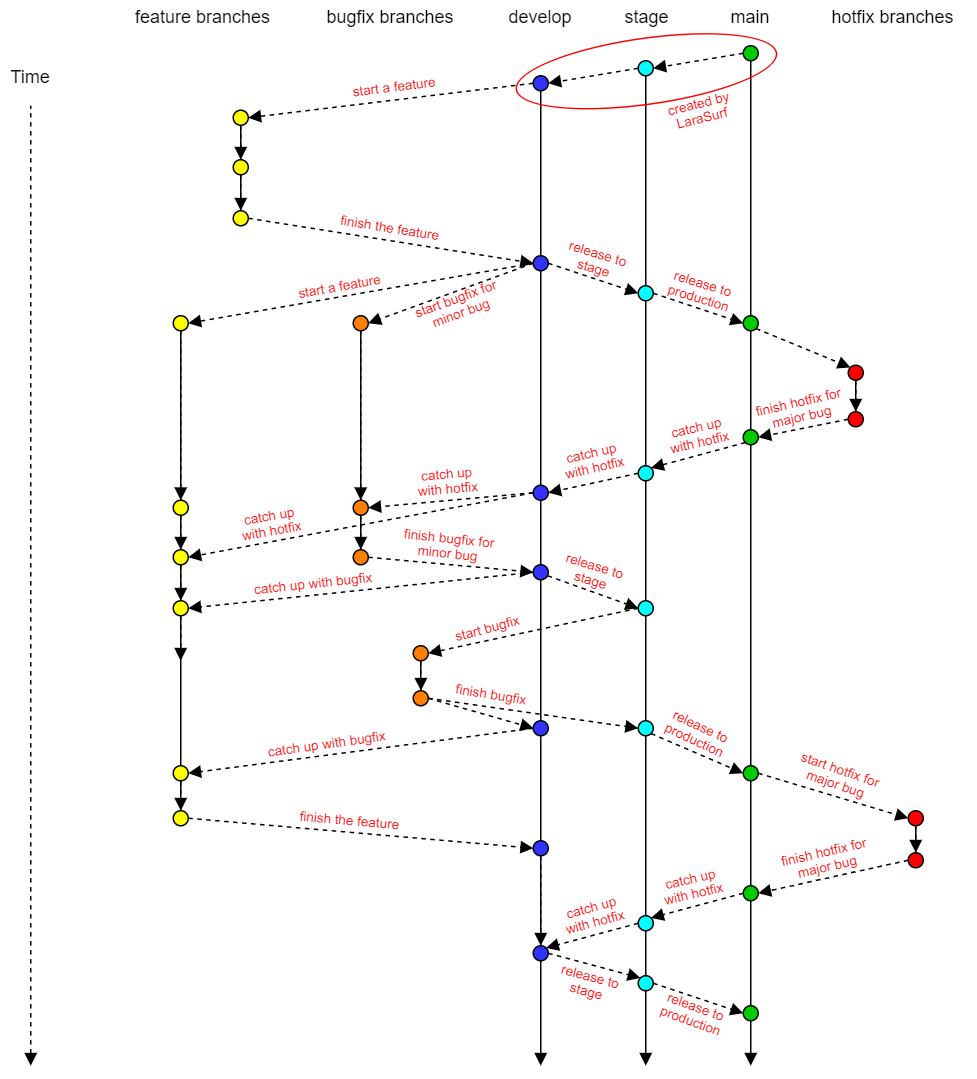 feature branches
bugfix branches
develop
stage
main
hotfix branches
Time
start a feature
created by
LaraSurf
finish the feature
release to
stage
release to
production
start a feature
start bugfix for
minor bug
finish hotfix for
major bug
catch up
with hotfix
catch up
with hotfix
catch up
with hotfix
catch up
with hotfix
finish bugfix for
minor bug
release to
stage
catch up with bugfix
start bugfix
finish bugfix
release to
production
catch up with bugfix
start hotfix for
major bug
finish the feature
finish hotfix for
major bug
catch up
with hotfix
catch up
with hotfix
release to
stage
release to
production